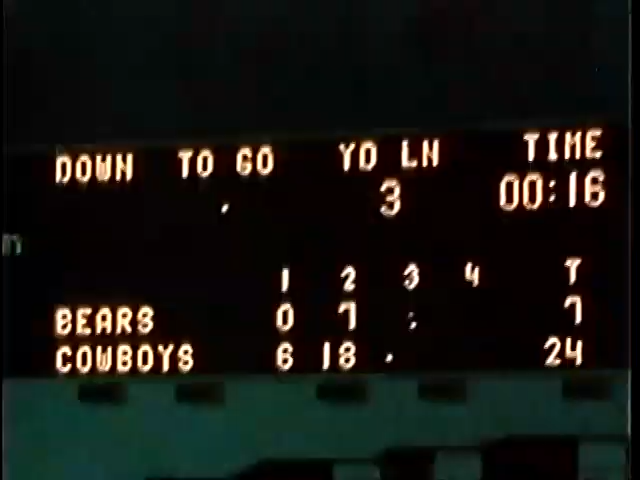 DOWN TO GO YD LN TIME
3 00:16
1 2 3 4 T
BEARS 0 7 7
COWBOYS 6 18 24